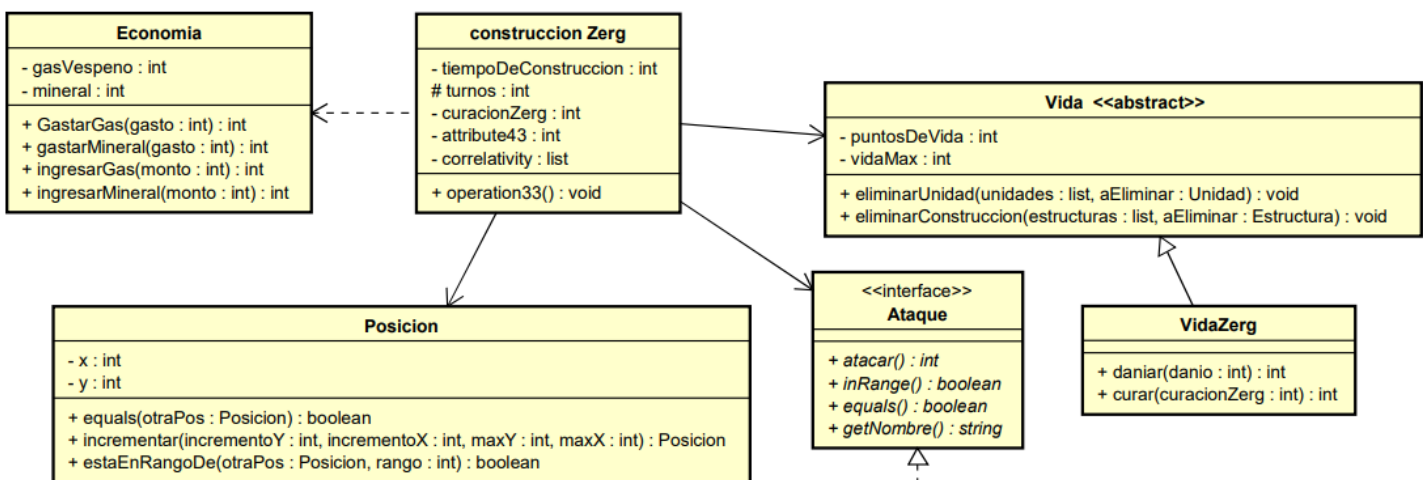 Economia
- gasVespeno : int
- mineral : int
+ GastarGas(gasto : int) : int
+ gastarMineral(gasto : int) : int
+ ingresarGas(monto : int) : int
+ ingresarMineral(monto : int) : int
construccion Zerg
- tiempoDeConstruccion : int
# turnos : int
- curacionZerg : int
- attribute43 : int
- correlativity : list
+ operation33() : void
Vida <<abstract>>
- puntosDeVida : int
- vidaMax : int
+ eliminarUnidad(unidades : list, aEliminar : Unidad) : void
+ eliminarConstruccion(estructuras : list, aEliminar : Estructura) : void
Posicion
- x : int
- y : int
+ equals(otraPos : Posicion) : boolean
+ incrementar(incrementoY : int, incrementoX : int, maxY : int, maxX : int) : Posicion
+ estaEnRangoDe(otraPos : Posicion, rango : int) : boolean
<<interface>>
Ataque
+ atacar() : int
+ inRange() : boolean
+ equals() : boolean
+ getNombre() : string
VidaZerg
+ daniar(danio : int) : int
+ curar(curacionZerg : int) : int